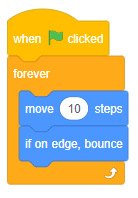 when clicked
forever
move 10 steps
if on edge, bounce